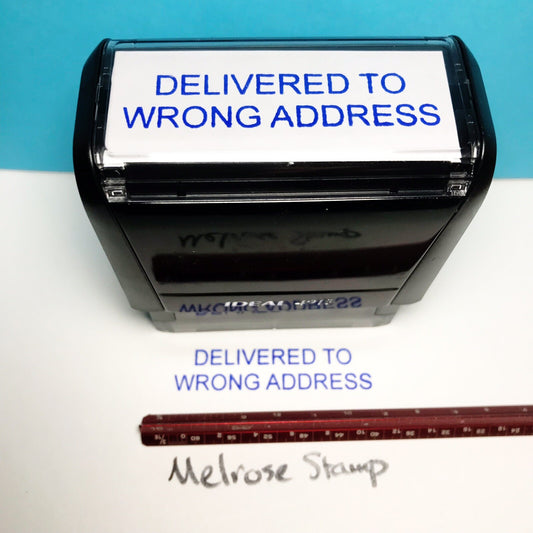 DELIVERED TO
WRONG ADDRESS
DELIVERED TO
WRONG ADDRESS
Melrose Stamp